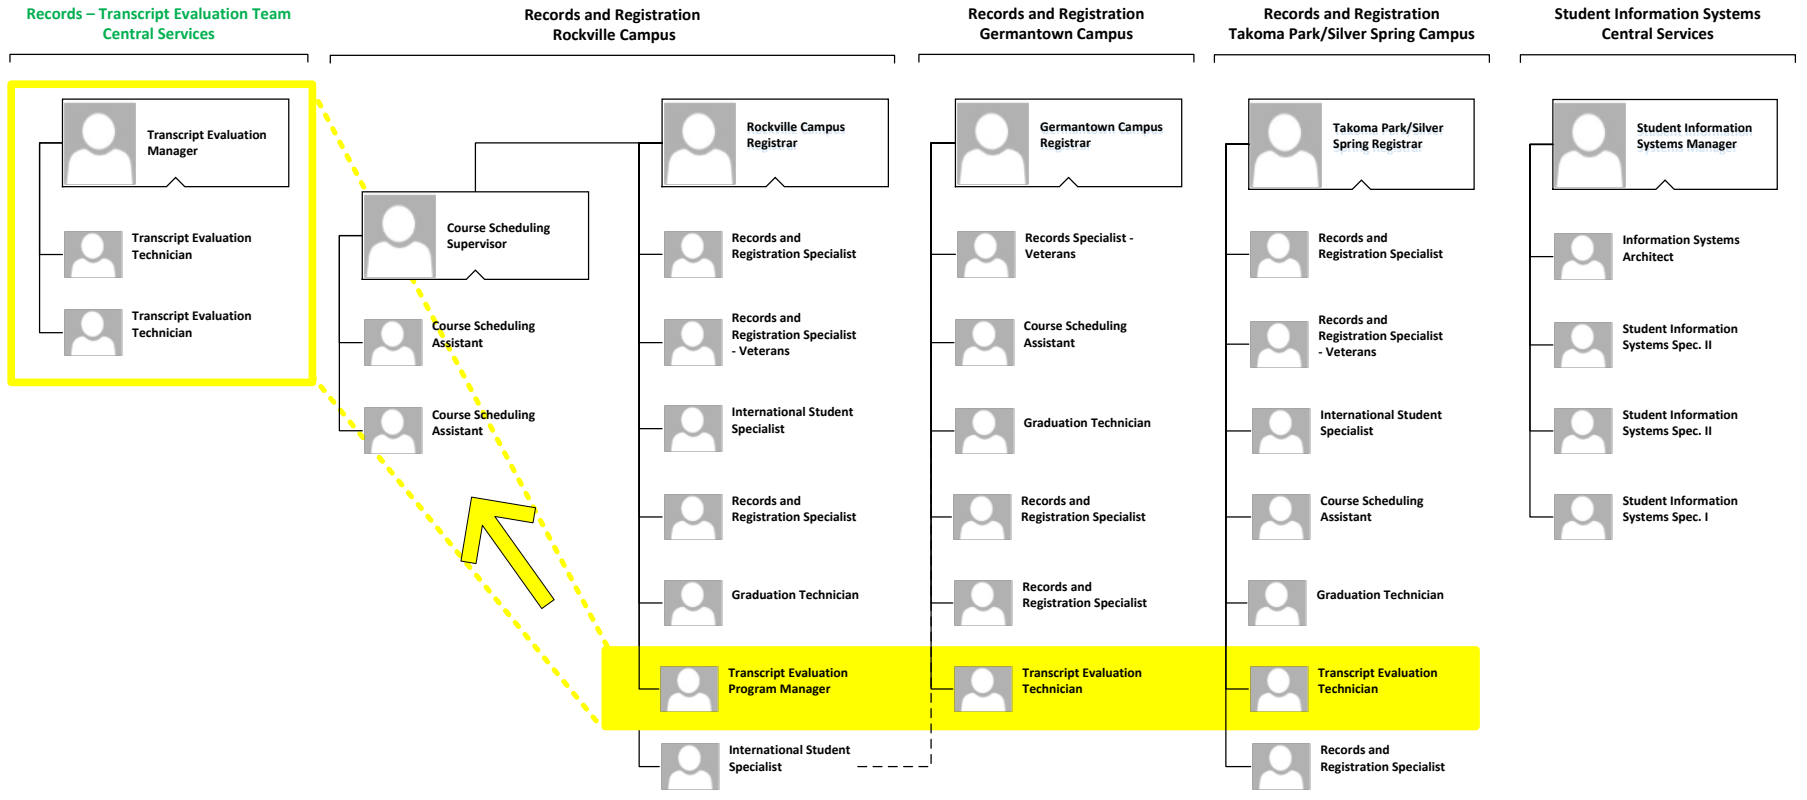 Records – Transcript Evaluation Team
Central Services
Records and Registration
Rockville Campus
Records and Registration
Germantown Campus
Records and Registration
Takoma Park/Silver Spring Campus
Student Information Systems
Central Services
Transcript Evaluation
Manager
Transcript Evaluation
Technician
Transcript Evaluation
Technician
Course Scheduling
Supervisor
Course Scheduling
Assistant
Course Scheduling
Assistant
Rockville Campus
Registrar
Records and
Registration Specialist
Records and
Registration Specialist
- Veterans
International Student
Specialist
Records and
Registration Specialist
Graduation Technician
Transcript Evaluation
Program Manager
International Student
Specialist
Germantown Campus
Registrar
Records Specialist -
Veterans
Course Scheduling
Assistant
Graduation Technician
Records and
Registration Specialist
Records and
Registration Specialist
Transcript Evaluation
Technician
Takoma Park/Silver
Spring Registrar
Records and
Registration Specialist
Records and
Registration Specialist
- Veterans
International Student
Specialist
Course Scheduling
Assistant
Graduation Technician
Transcript Evaluation
Technician
Records and
Registration Specialist
Student Information
Systems Manager
Information Systems
Architect
Student Information
Systems Spec. II
Student Information
Systems Spec. II
Student Information
Systems Spec. I